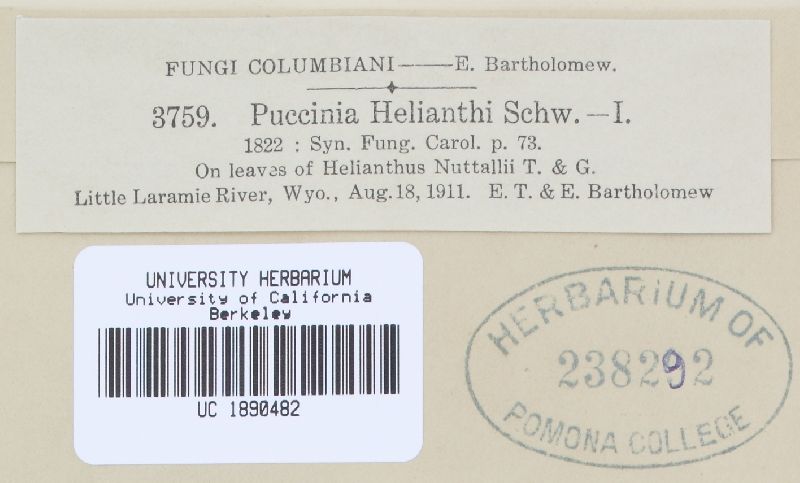 FUNGI COLUMBIANI——E. Bartholomew.
3759. Puccinia Helianthi Schw.—I.
1822 : Syn. Fung. Carol. p. 73.
On leaves of Helianthus Nuttallii T. & G.
Little Laramie River, Wyo., Aug. 18, 1911. E. T. & E. Bartholomew
UNIVERSITY HERBARIUM
University of California
Berkeley
UC 1890482
HERBARiUM OF
238292
POMONA COLLEGE